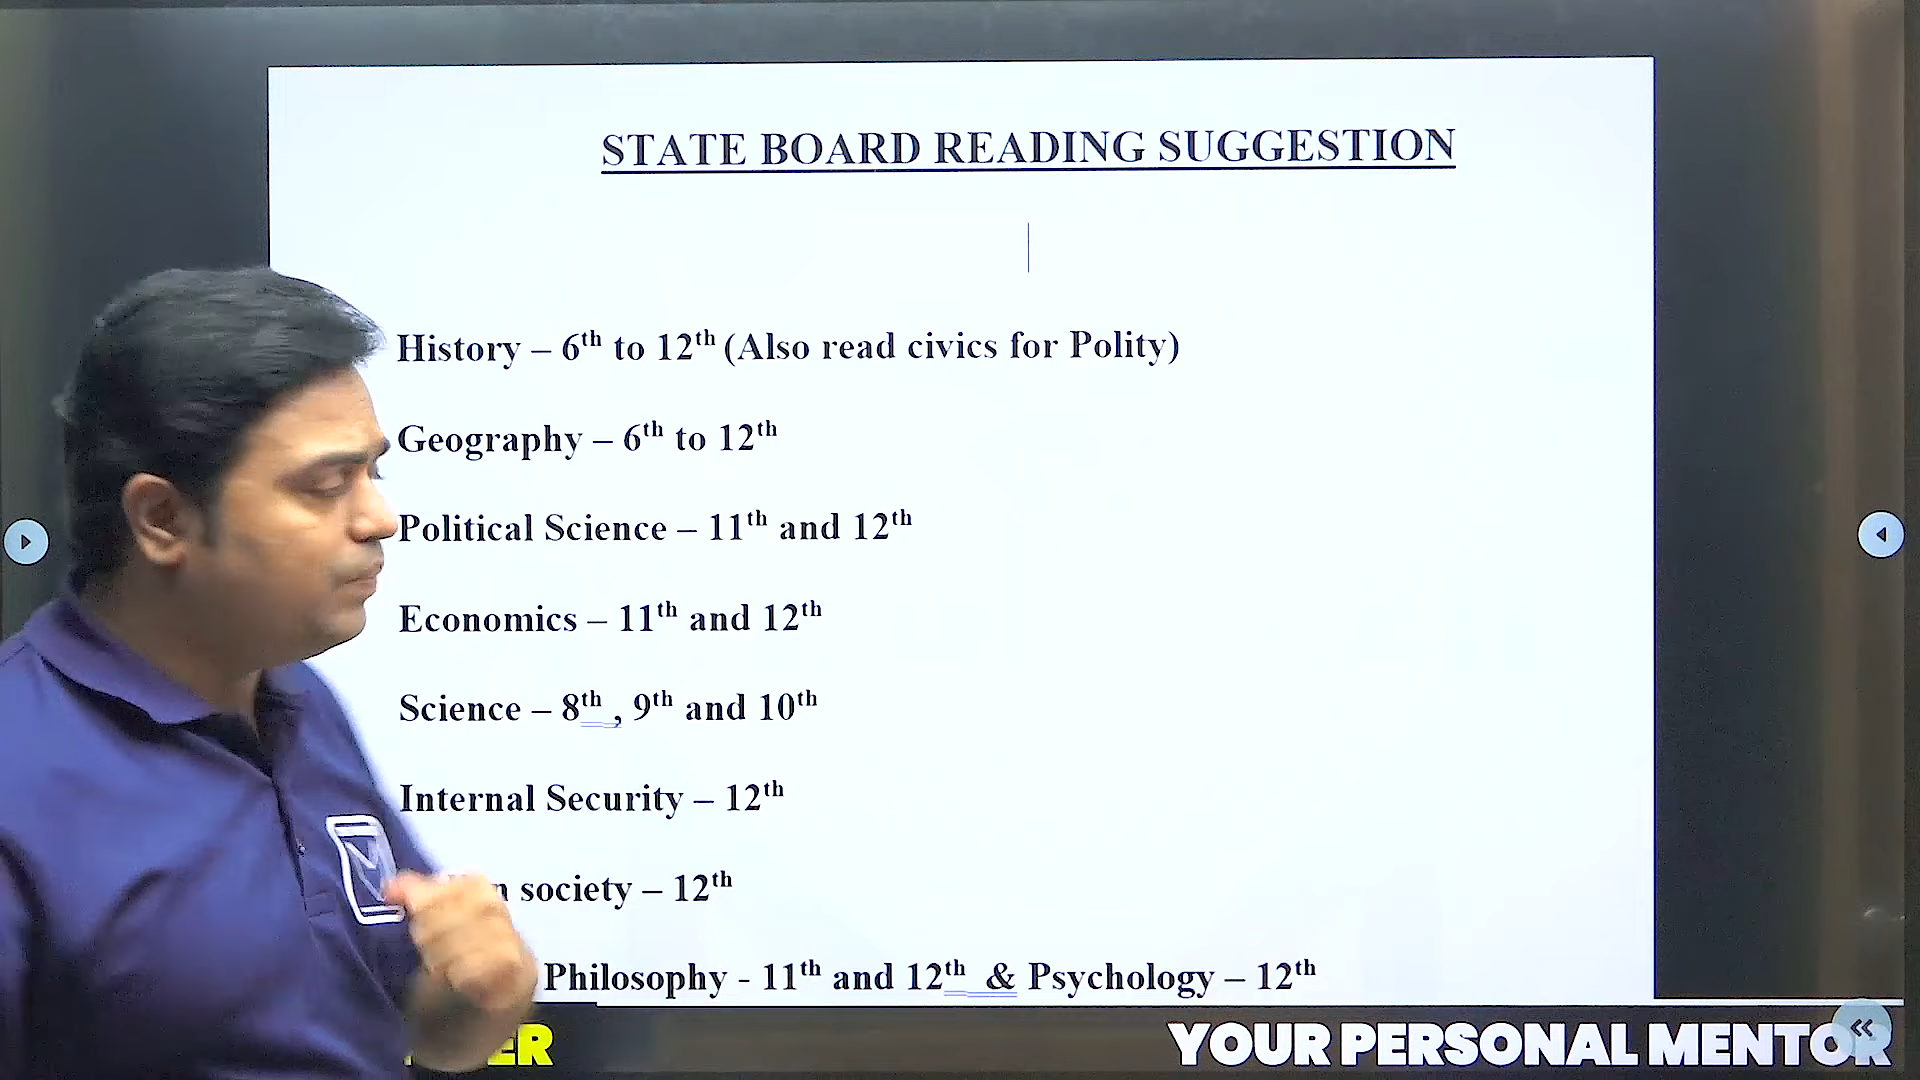 STATE BOARD READING SUGGESTION
History – 6th to 12th (Also read civics for Polity)
Geography – 6th to 12th
Political Science – 11th and 12th
Economics – 11th and 12th
Science – 8th , 9th and 10th
Internal Security – 12th
society – 12th
Philosophy - 11th and 12th & Psychology – 12th
YOUR PERSONAL MENTOR